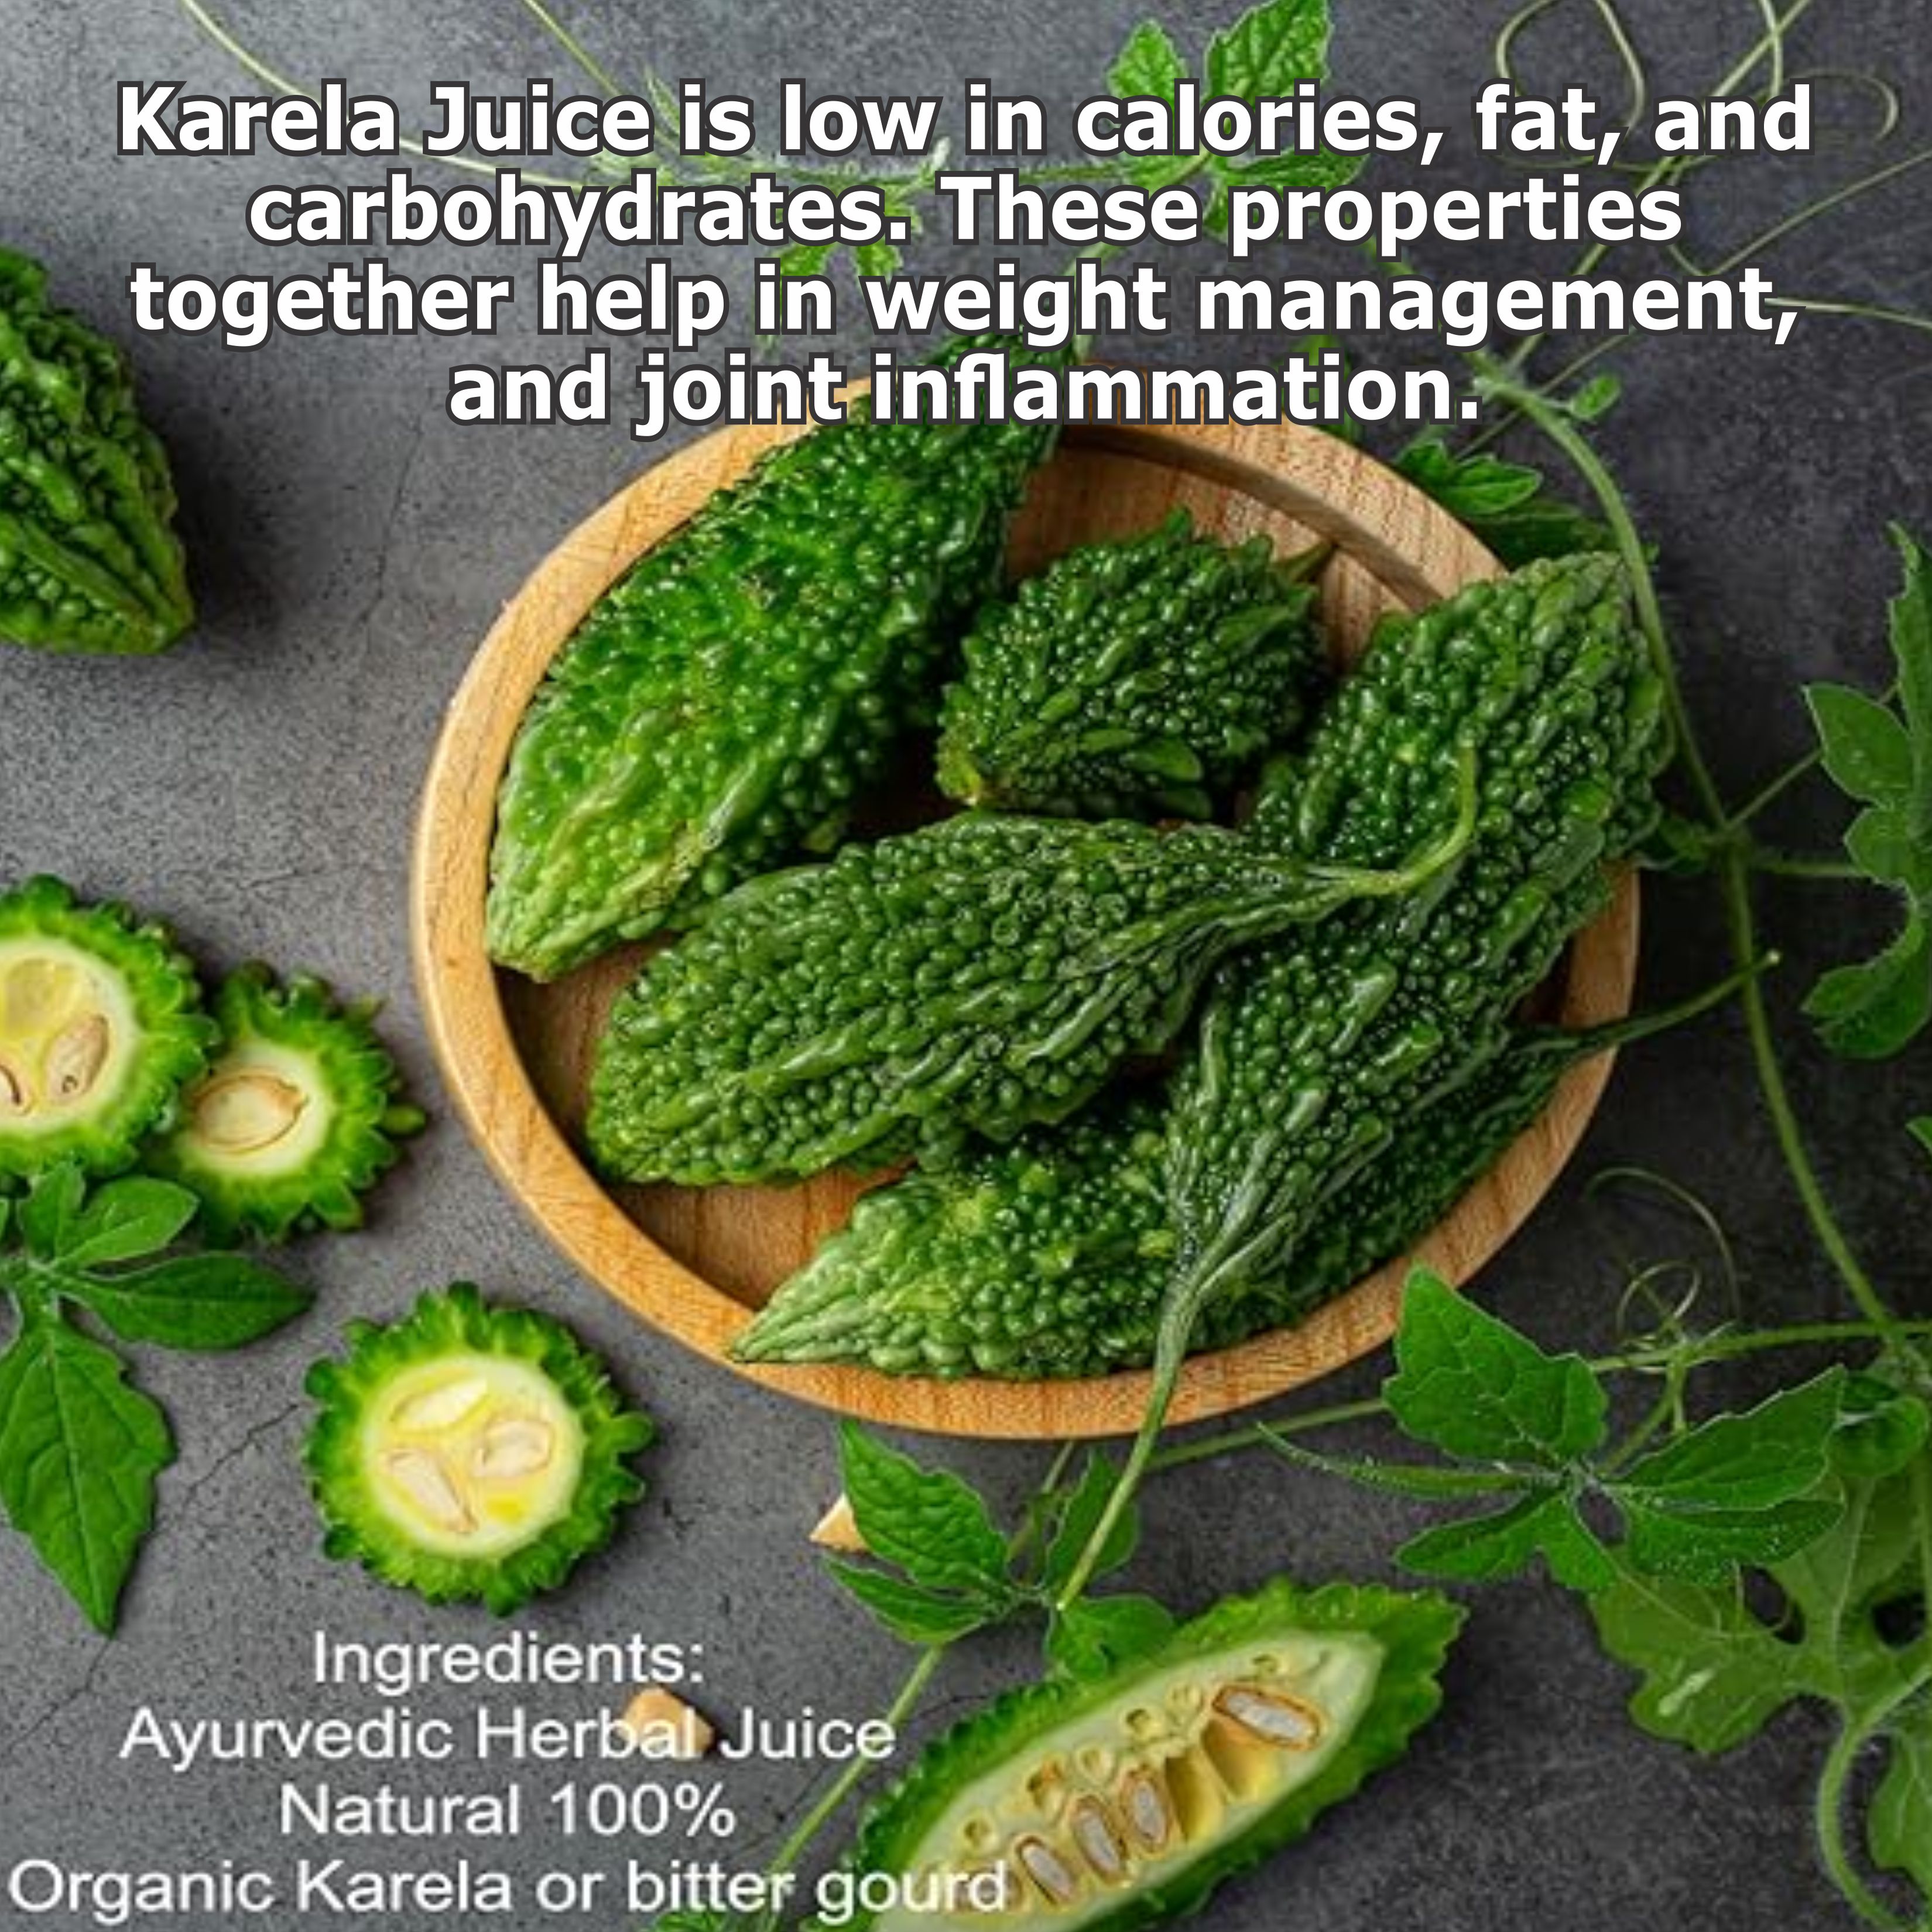 Karela Juice is low in calories, fat, and
carbohydrates. These properties
together help in weight management,
and joint inflammation.
Ingredients:
Ayurvedic Herbal Juice
Natural 100%
Organic Karela or bitter gourd